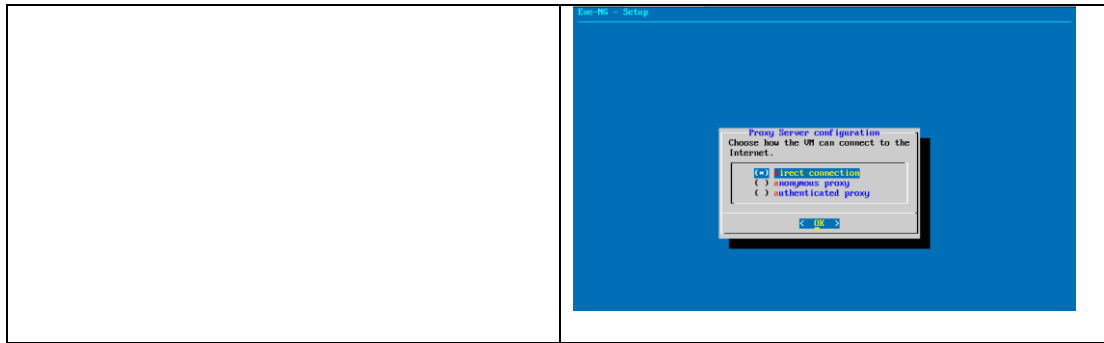 Eve-NG - Setup
Proxy Server configuration
Choose how the VM can connect to the
Internet.
(*) direct connection
( ) anonymous proxy
( ) authenticated proxy
< OK >